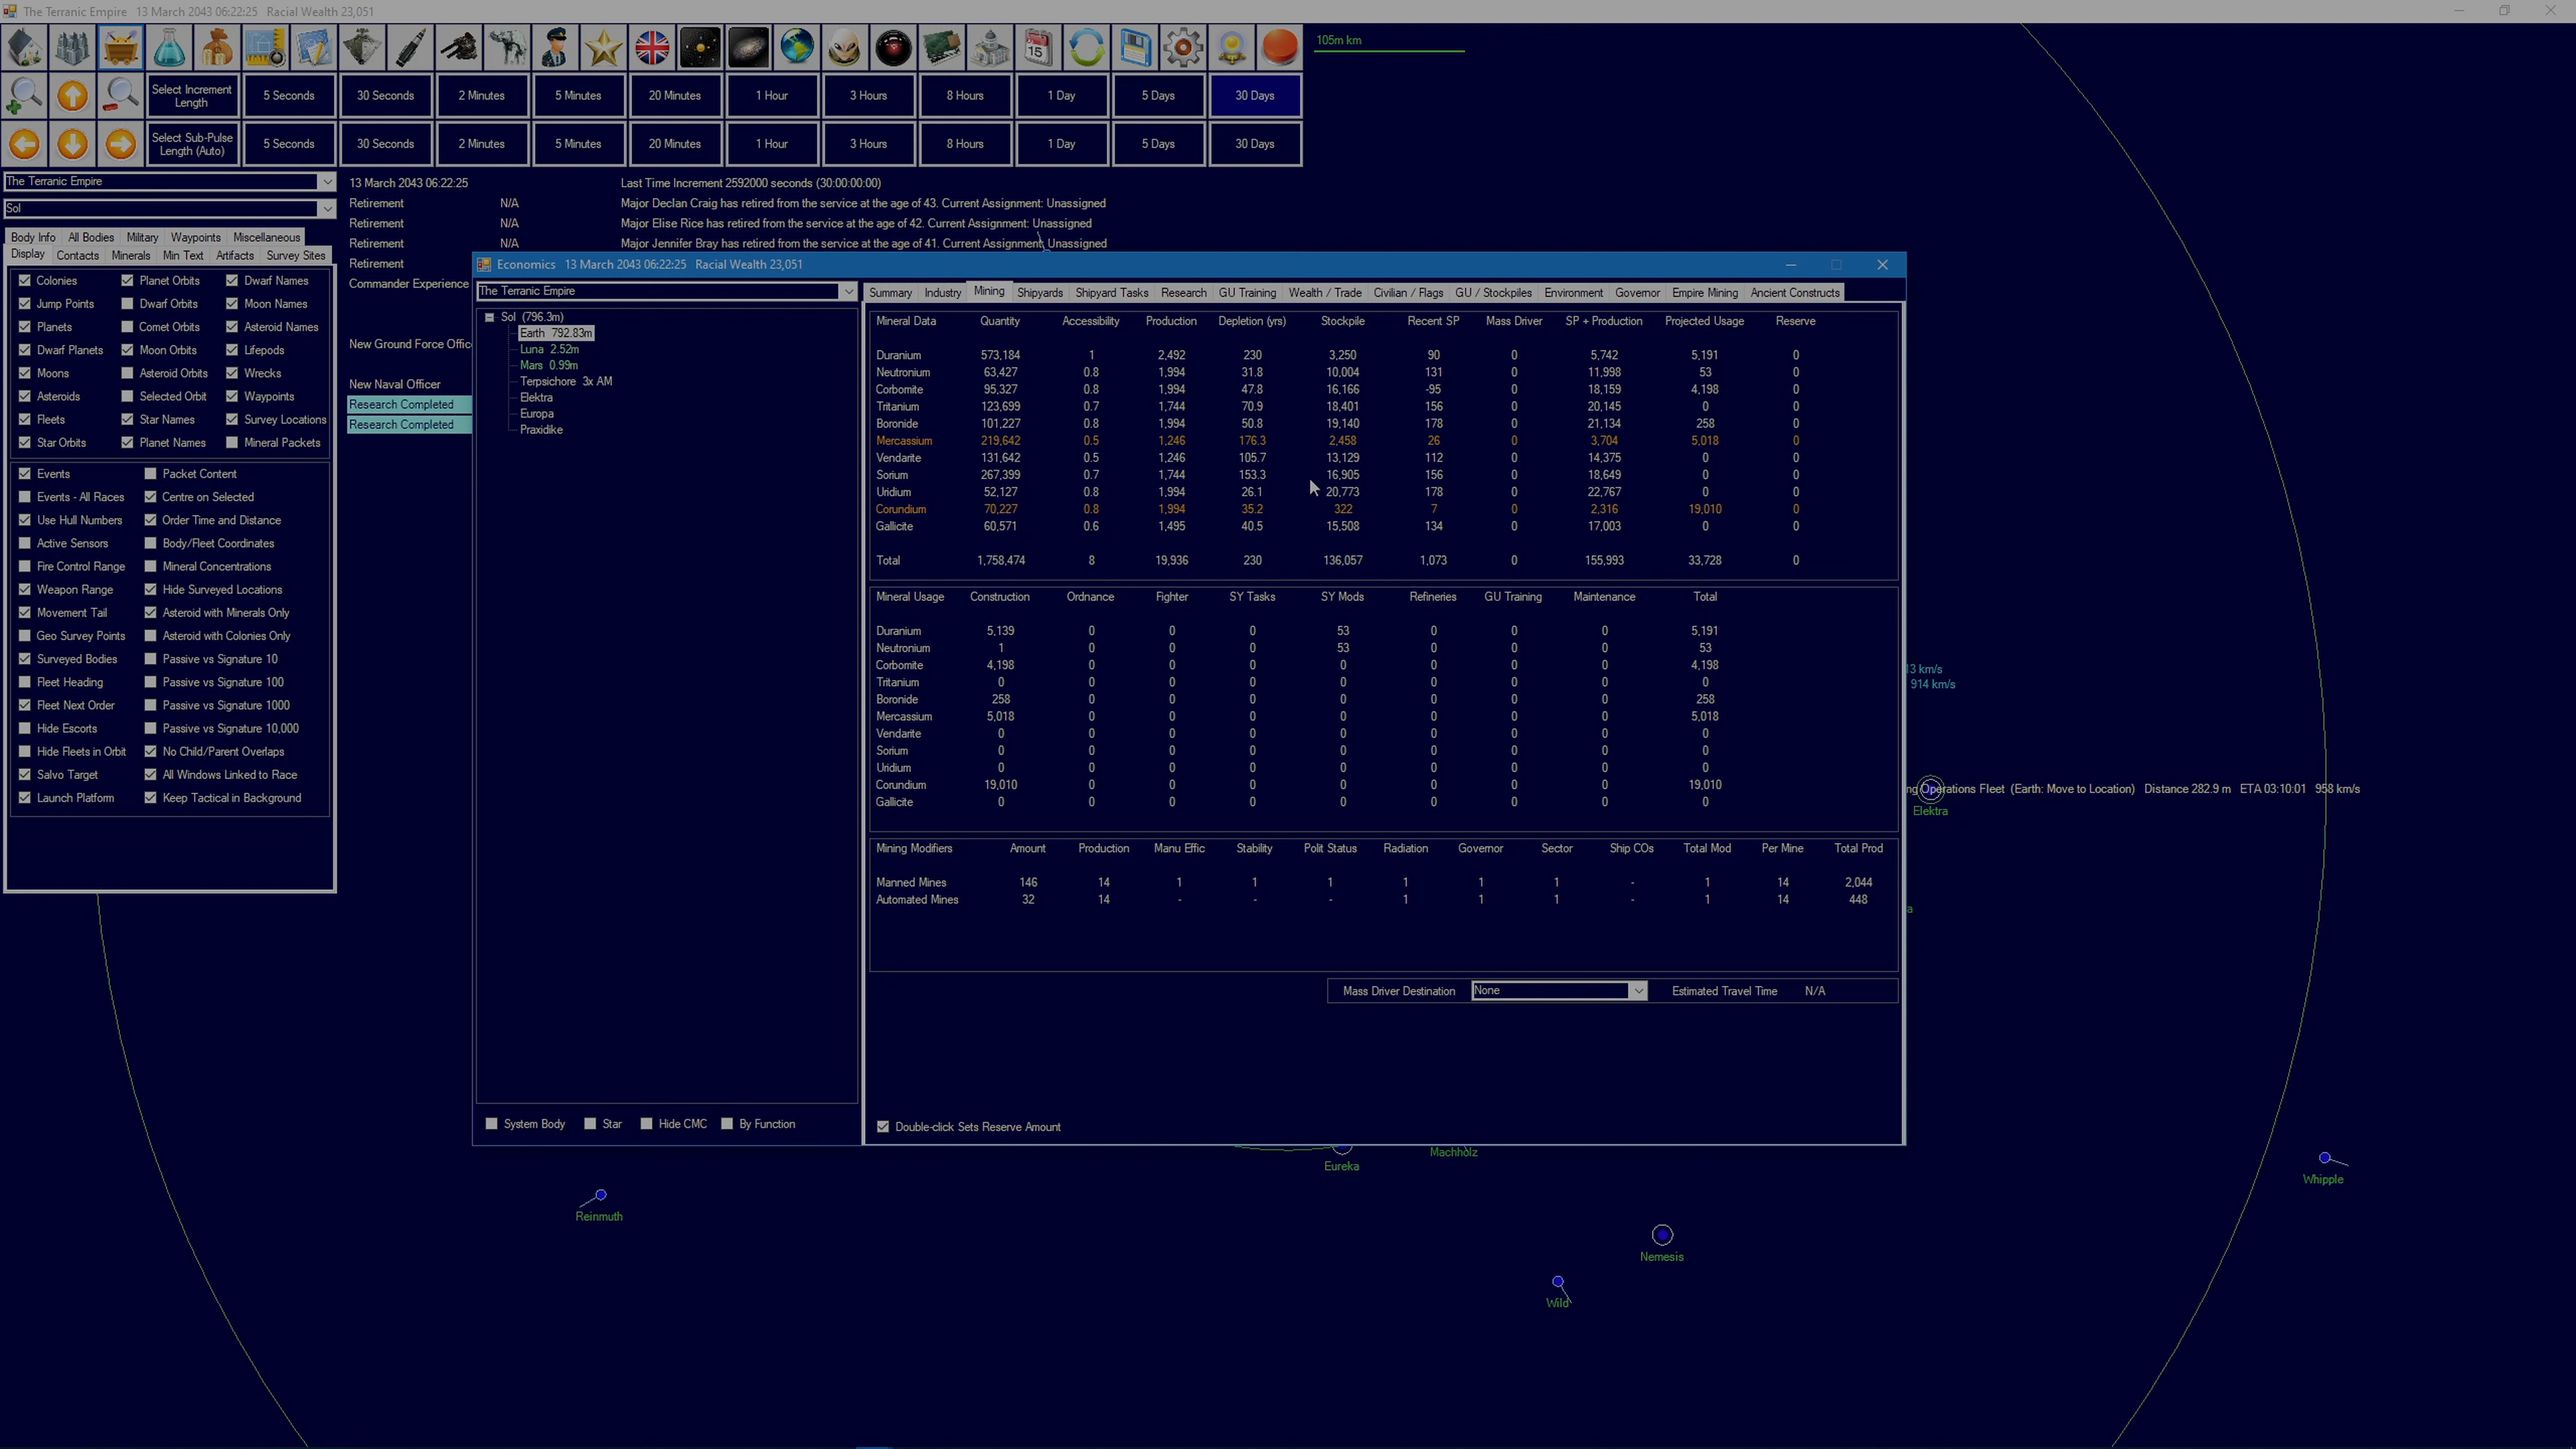 The Terranic Empire 13 March 2043 06:22:25 Racial Wealth 23,051
15
105m km
Select Increment Length 5 Seconds 30 Seconds 2 Minutes 5 Minutes 20 Minutes 1 Hour 3 Hours 8 Hours 1 Day 5 Days 30 Days
Select Sub-Pulse Length (Auto) 5 Seconds 30 Seconds 2 Minutes 5 Minutes 20 Minutes 1 Hour 3 Hours 8 Hours 1 Day 5 Days 30 Days
The Terranic Empire
Sol
Body Info All Bodies Military Waypoints Miscellaneous
Display Contacts Minerals Min Text Artifacts Survey Sites
Colonies Planet Orbits Dwarf Names
Jump Points Dwarf Orbits Moon Names
Planets Comet Orbits Asteroid Names
Dwarf Planets Moon Orbits Lifepods
Moons Asteroid Orbits Wrecks
Asteroids Selected Orbit Waypoints
Fleets Star Names Survey Locations
Star Orbits Planet Names Mineral Packets
Events Packet Content
Events - All Races Centre on Selected
Use Hull Numbers Order Time and Distance
Active Sensors Body/Fleet Coordinates
Fire Control Range Mineral Concentrations
Weapon Range Hide Surveyed Locations
Movement Tail Asteroid with Minerals Only
Geo Survey Points Asteroid with Colonies Only
Surveyed Bodies Passive vs Signature 10
Fleet Heading Passive vs Signature 100
Fleet Next Order Passive vs Signature 1000
Hide Escorts Passive vs Signature 10,000
Hide Fleets in Orbit No Child/Parent Overlaps
Salvo Target All Windows Linked to Race
Launch Platform Keep Tactical in Background
13 March 2043 06:22:25 Last Time Increment 2592000 seconds (30:00:00:00)
Retirement N/A Major Declan Craig has retired from the service at the age of 43. Current Assignment: Unassigned
Retirement N/A Major Elise Rice has retired from the service at the age of 42. Current Assignment: Unassigned
Retirement N/A Major Jennifer Bray has retired from the service at the age of 41. Current Assignment: Unassigned
Retirement
Commander Experience
New Ground Force Offic
New Naval Officer
Research Completed
Research Completed
Economics 13 March 2043 06:22:25 Racial Wealth 23,051
The Terranic Empire
Sol (796.3m)
Earth 792.83m
Luna 2.52m
Mars 0.99m
Terpsichore 3x AM
Elektra
Europa
Praxidike
System Body Star Hide CMC By Function
Summary Industry Mining Shipyards Shipyard Tasks Research GU Training Wealth / Trade Civilian / Flags GU / Stockpiles Environment Governor Empire Mining Ancient Constructs
Mineral Data Quantity Accessibility Production Depletion (yrs) Stockpile Recent SP Mass Driver SP + Production Projected Usage Reserve
Duranium 573,184 1 2,492 230 3,250 90 0 5,742 5,191 0
Neutronium 63,427 0.8 1,994 31.8 10,004 131 0 11,998 53 0
Corbomite 95,327 0.8 1,994 47.8 16,166 -95 0 18,159 4,198 0
Tritanium 123,699 0.7 1,744 70.9 18,401 156 0 20,145 0 0
Boronide 101,227 0.8 1,994 50.8 19,140 178 0 21,134 258 0
Mercassium 219,642 0.5 1,246 176.3 2,458 26 0 3,704 5,018 0
Vendarite 131,642 0.5 1,246 105.7 13,129 112 0 14,375 0 0
Sorium 267,399 0.7 1,744 153.3 16,905 156 0 18,649 0 0
Uridium 52,127 0.8 1,994 26.1 20,773 178 0 22,767 0 0
Corundium 70,227 0.8 1,994 35.2 322 7 0 2,316 19,010 0
Gallicite 60,571 0.6 1,495 40.5 15,508 134 0 17,003 0 0
Total 1,758,474 8 19,936 230 136,057 1,073 0 155,993 33,728 0
Mineral Usage Construction Ordnance Fighter SY Tasks SY Mods Refineries GU Training Maintenance Total
Duranium 5,139 0 0 0 53 0 0 0 5,191
Neutronium 1 0 0 0 53 0 0 0 53
Corbomite 4,198 0 0 0 0 0 0 0 4,198
Tritanium 0 0 0 0 0 0 0 0 0
Boronide 258 0 0 0 0 0 0 0 258
Mercassium 5,018 0 0 0 0 0 0 0 5,018
Vendarite 0 0 0 0 0 0 0 0 0
Sorium 0 0 0 0 0 0 0 0 0
Uridium 0 0 0 0 0 0 0 0 0
Corundium 19,010 0 0 0 0 0 0 0 19,010
Gallicite 0 0 0 0 0 0 0 0 0
Mining Modifiers Amount Production Manu Effic Stability Polit Status Radiation Governor Sector Ship COs Total Mod Per Mine Total Prod
Manned Mines 146 14 1 1 1 1 1 1 - 1 14 2,044
Automated Mines 32 14 - - - 1 1 1 - 1 14 448
Mass Driver Destination None Estimated Travel Time N/A
Double-click Sets Reserve Amount
13 km/s
914 km/s
ng Operations Fleet (Earth: Move to Location) Distance 282.9 m ETA 03:10:01 958 km/s
Elektra
a
Eureka
Machholz
Whipple
Reinmuth
Nemesis
Wild